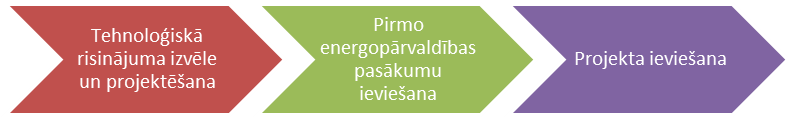 Tehnoloģiskā
risinājuma izvēle
un projektēšana
Pirmo
energopārvaldības
pasākumu
ieviešana
Projekta ieviešana